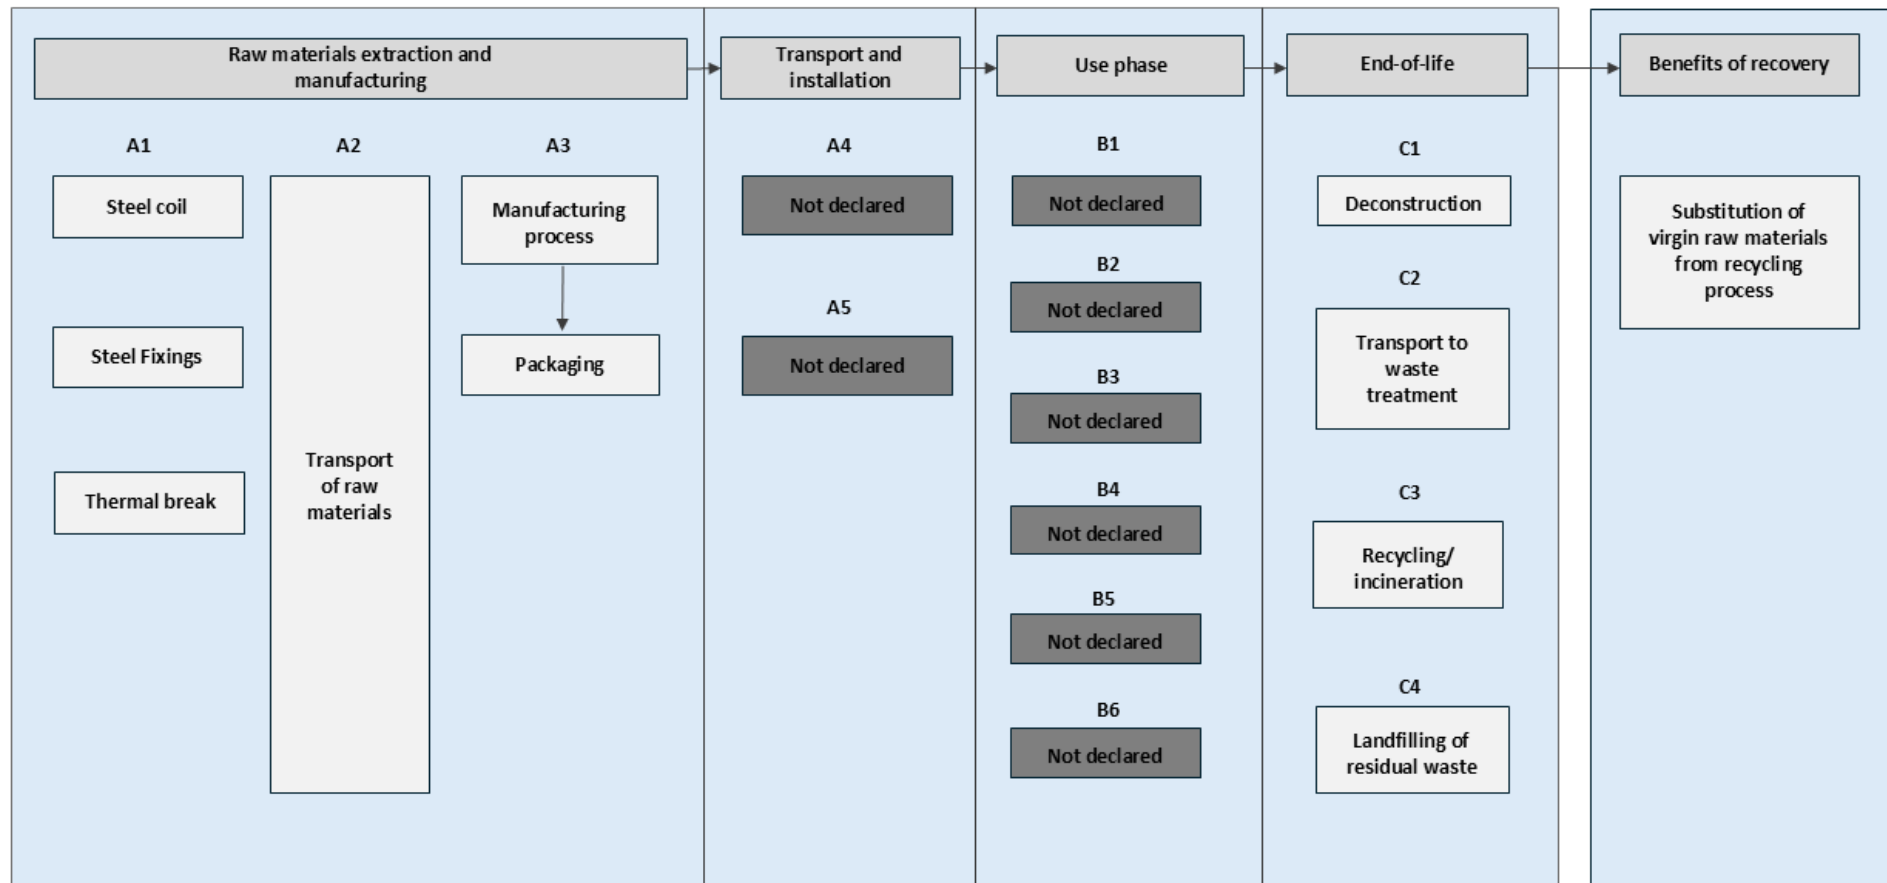 Raw materials extraction and
manufacturing
Transport and
installation
Use phase
End-of-life
Benefits of recovery
A1
Steel coil
Steel Fixings
Thermal break
A2
Transport
of raw
materials
A3
Manufacturing
process
Packaging
A4
Not declared
A5
Not declared
B1
Not declared
B2
Not declared
B3
Not declared
B4
Not declared
B5
Not declared
B6
Not declared
C1
Deconstruction
C2
Transport to
waste
treatment
C3
Recycling/
incineration
C4
Landfilling of
residual waste
Substitution of
virgin raw materials
from recycling
process